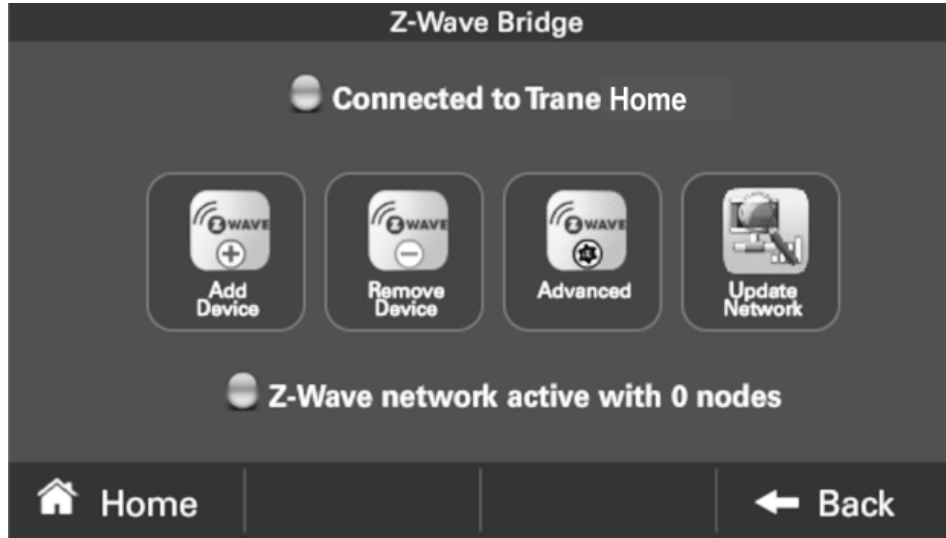 Z-Wave Bridge
Connected to Trane Home
Z WAVE
Z WAVE
Z WAVE
Add
Device
Remove
Device
Advanced
Update
Network
Z-Wave network active with 0 nodes
Home
Back